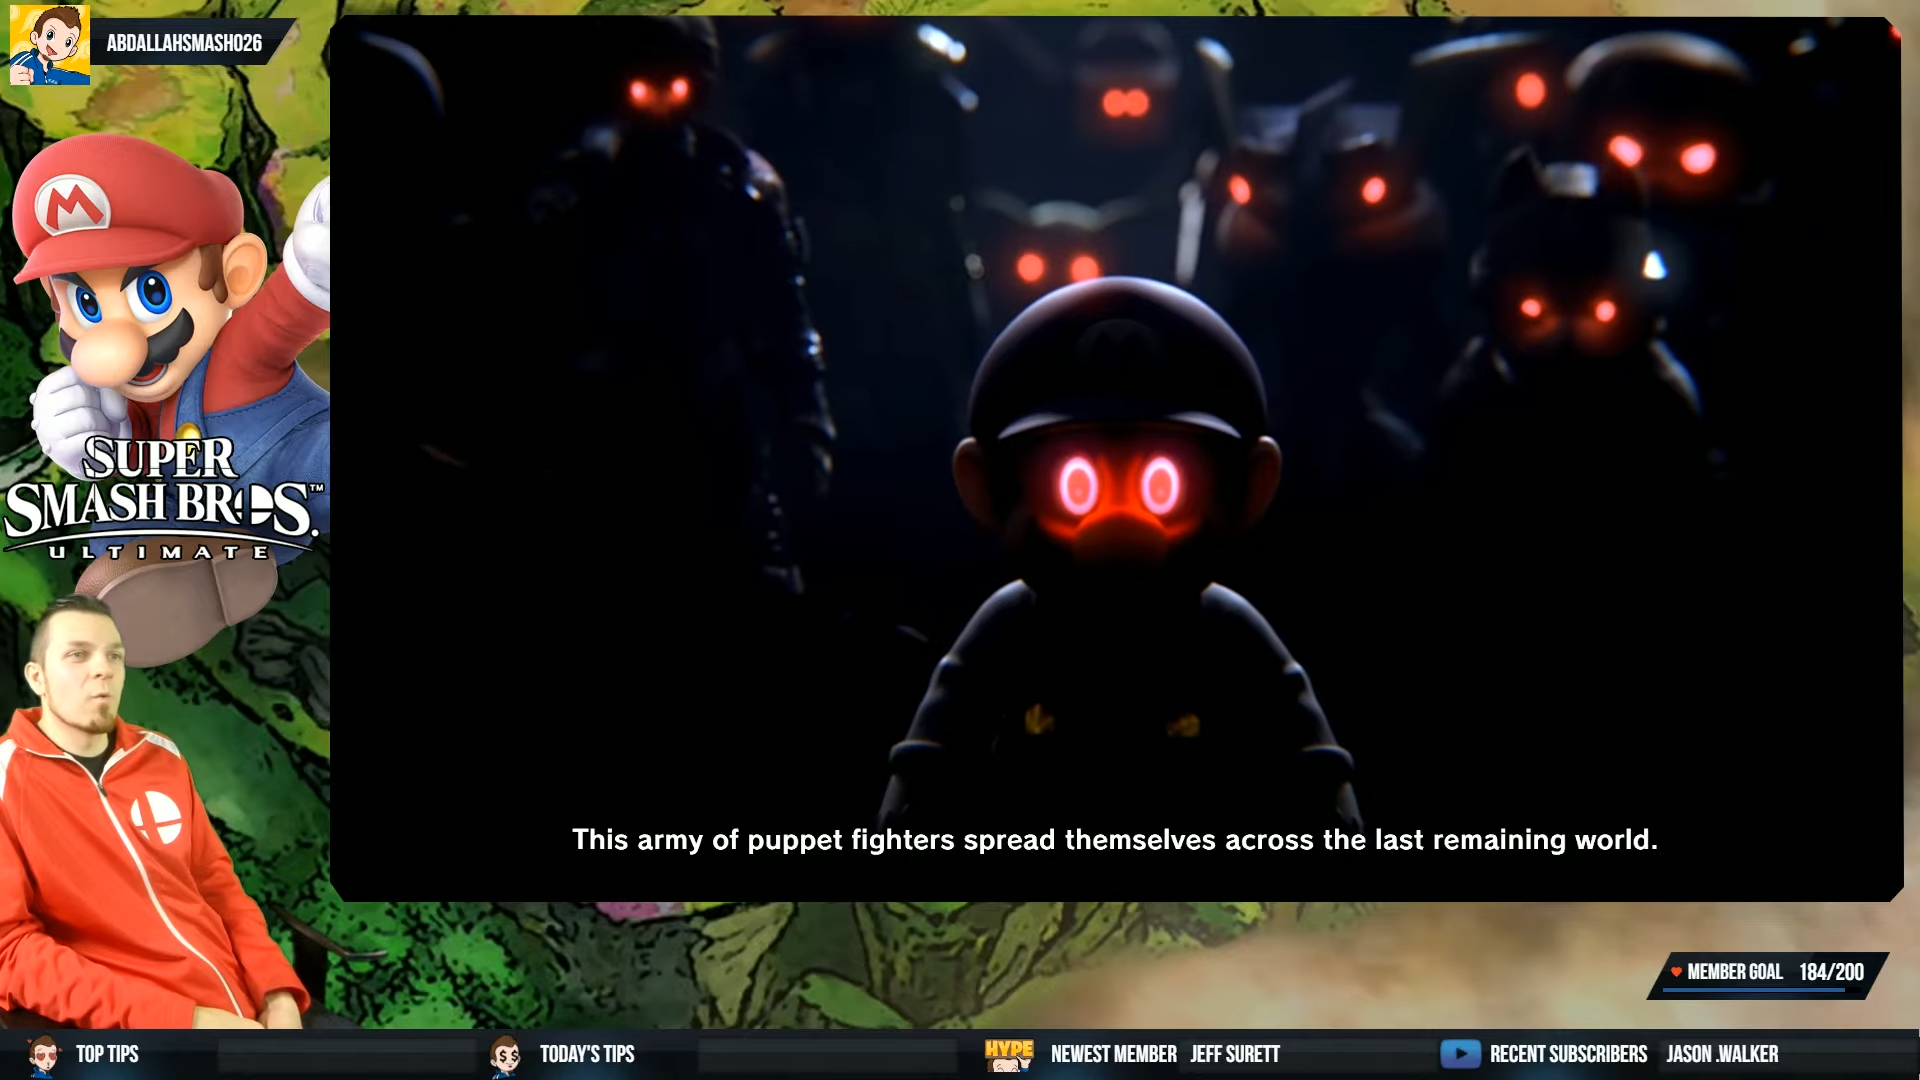 ABDALLAHSMASH026
M
SUPER
SMASH BROS.™
ULTIMATE
This army of puppet fighters spread themselves across the last remaining world.
MEMBER GOAL 184/200
TOP TIPS
TODAY'S TIPS
HYPE
NEWEST MEMBER JEFF SURETT
RECENT SUBSCRIBERS JASON .WALKER